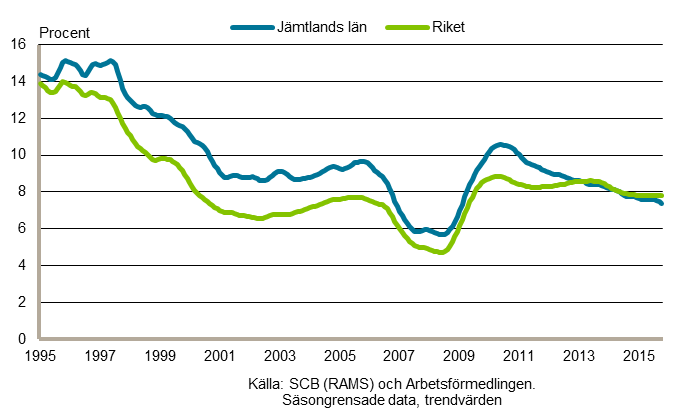 Jämtlands län
Riket
Procent
16
14
12
10
8
6
4
2
0
1995 1997 1999 2001 2003 2005 2007 2009 2011 2013 2015
Källa: SCB (RAMS) och Arbetsförmedlingen.
Säsongrensade data, trendvärden